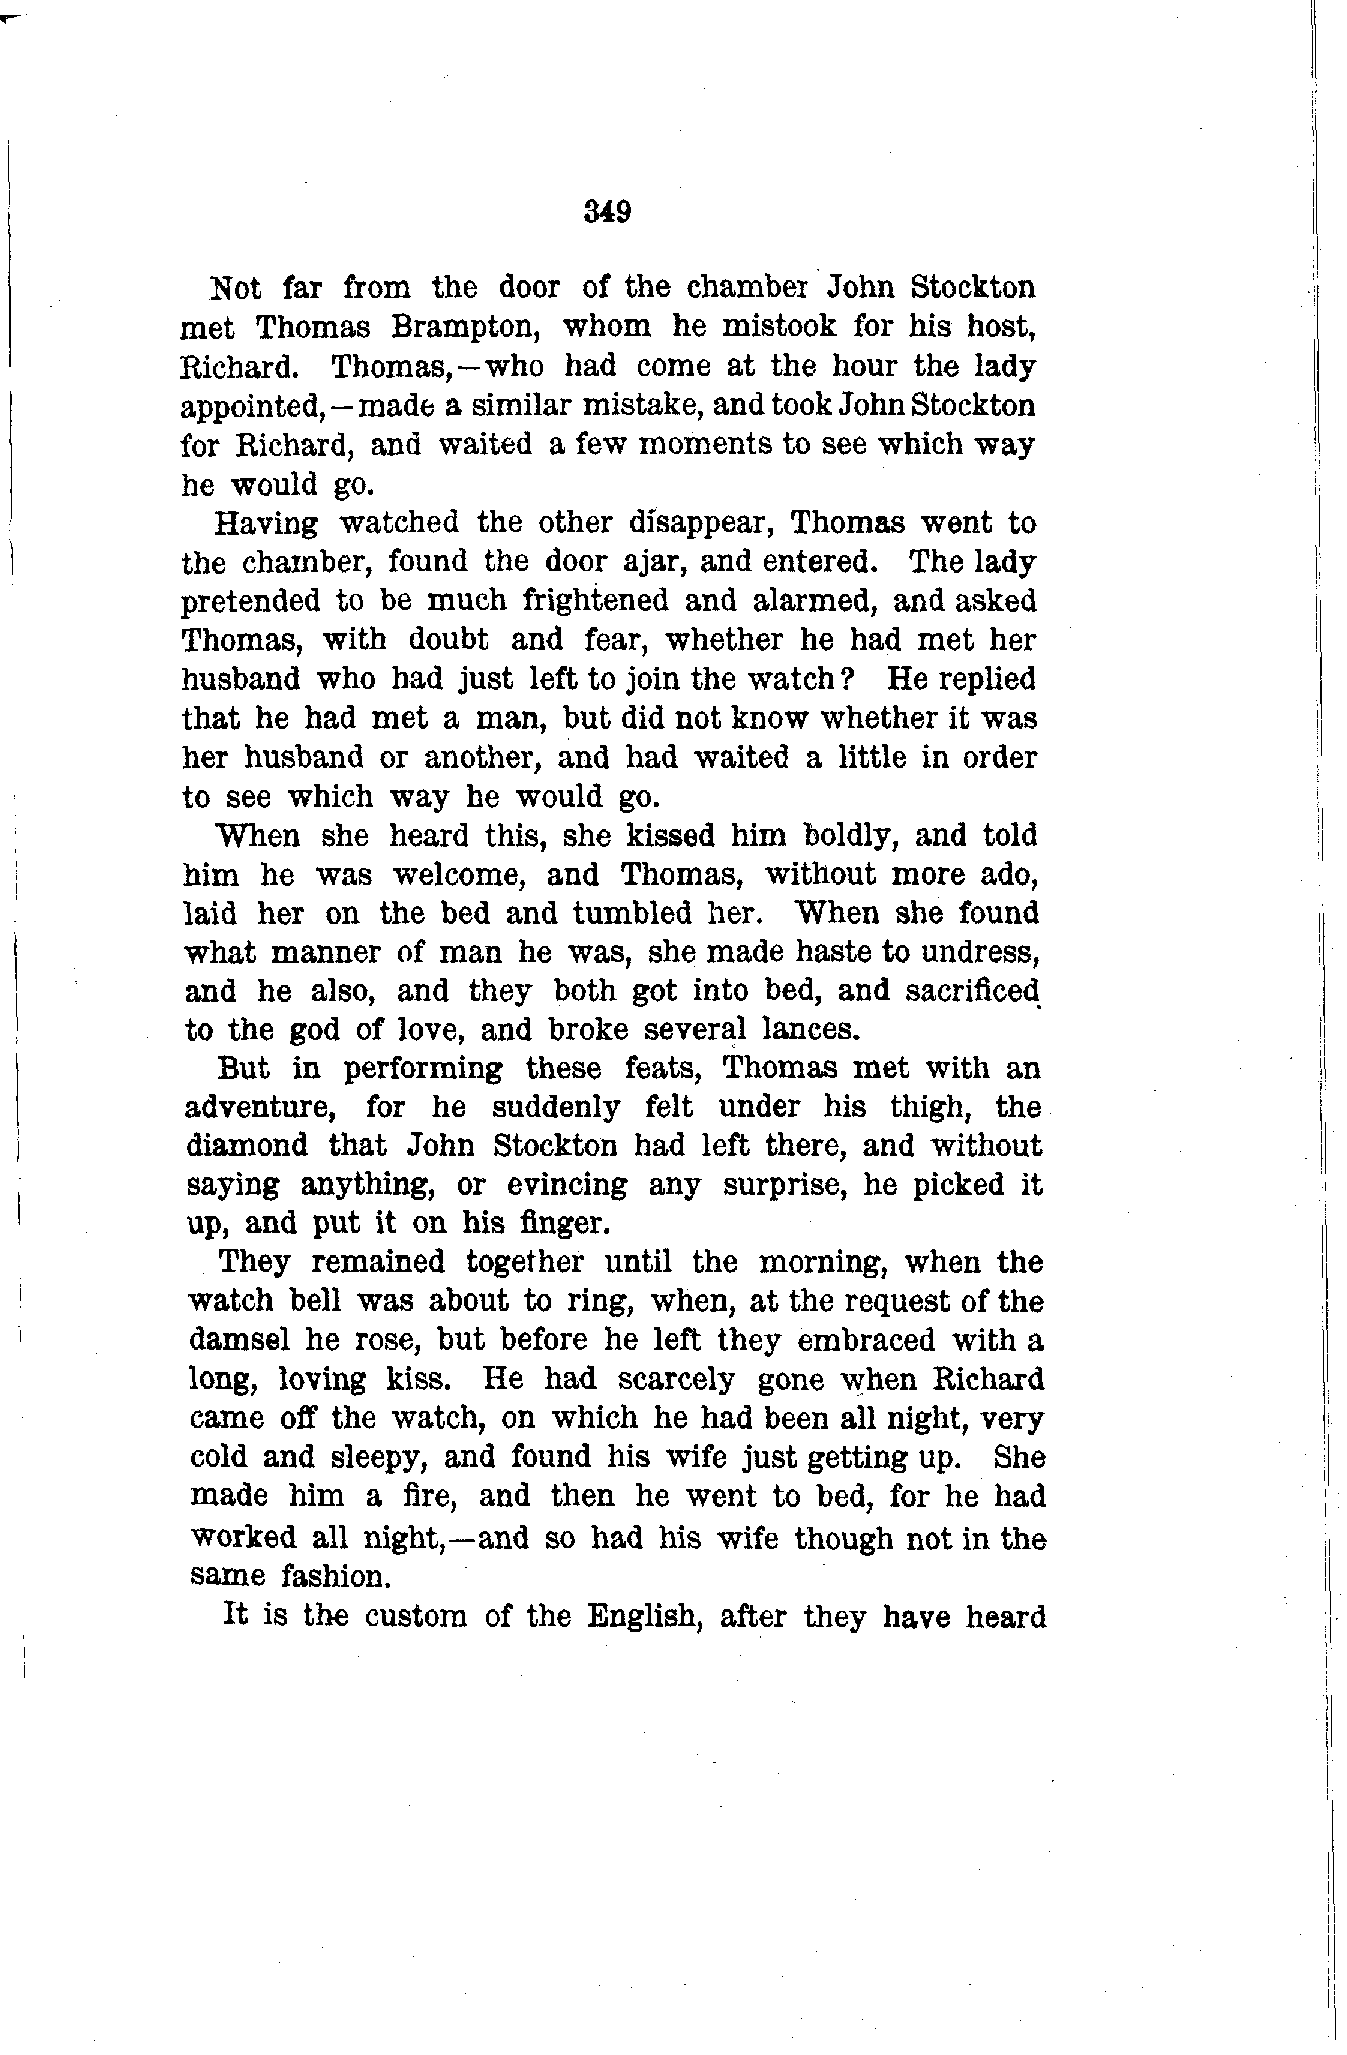 349
Not far from the door of the chamber John Stockton
met Thomas Brampton, whom he mistook for his host,
Richard. Thomas,—who had come at the hour the lady
appointed,—made a similar mistake, and took John Stockton
for Richard, and waited a few moments to see which way
he would go.
Having watched the other disappear, Thomas went to
the chamber, found the door ajar, and entered. The lady
pretended to be much frightened and alarmed, and asked
Thomas, with doubt and fear, whether he had met her
husband who had just left to join the watch? He replied
that he had met a man, but did not know whether it was
her husband or another, and had waited a little in order
to see which way he would go.
When she heard this, she kissed him boldly, and told
him he was welcome, and Thomas, without more ado,
laid her on the bed and tumbled her. When she found
what manner of man he was, she made haste to undress,
and he also, and they both got into bed, and sacrificed
to the god of love, and broke several lances.
But in performing these feats, Thomas met with an
adventure, for he suddenly felt under his thigh, the
diamond that John Stockton had left there, and without
saying anything, or evincing any surprise, he picked it
up, and put it on his finger.
They remained together until the morning, when the
watch bell was about to ring, when, at the request of the
damsel he rose, but before he left they embraced with a
long, loving kiss. He had scarcely gone when Richard
came off the watch, on which he had been all night, very
cold and sleepy, and found his wife just getting up. She
made him a fire, and then he went to bed, for he had
worked all night,—and so had his wife though not in the
same fashion.
It is the custom of the English, after they have heard